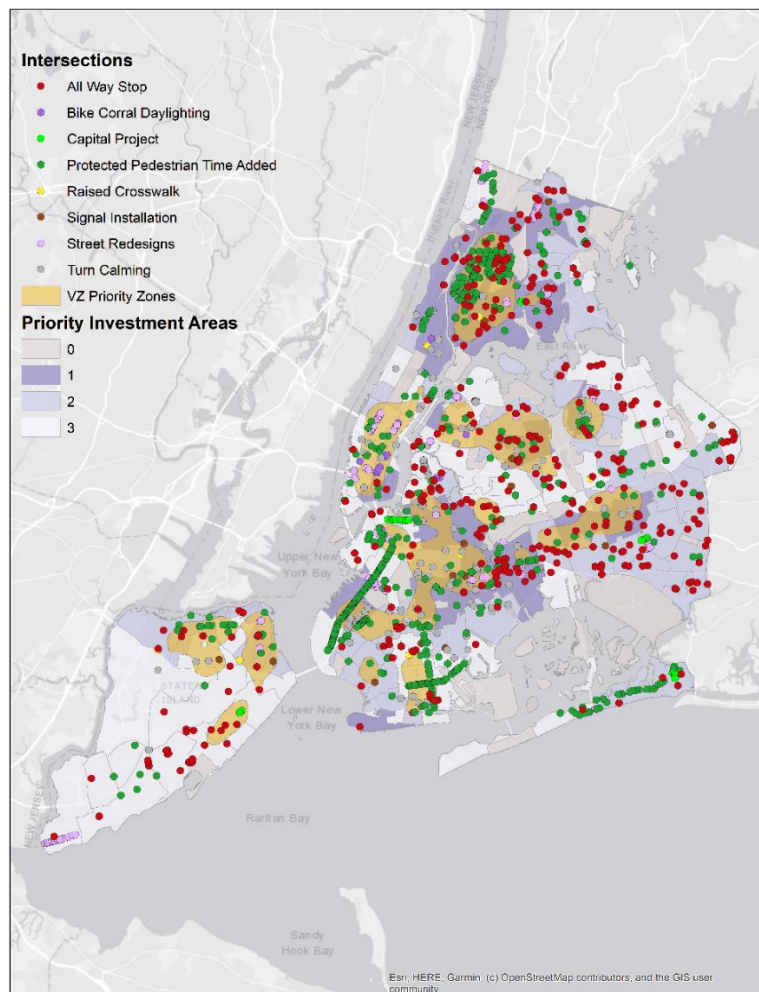 Intersections
All Way Stop
Bike Corral Daylighting
Capital Project
Protected Pedestrian Time Added
Raised Crosswalk
Signal Installation
Street Redesigns
Turn Calming
VZ Priority Zones
Priority Investment Areas
0
1
2
3
NEW JERSEY
NEW YORK
Hudson River
East River
Upper New
York Bay
STATEN
ISLAND
Lower New
York Bay
NEW JERSEY
Raritan Bay
Sandy
Hook Bay
Esri, HERE, Garmin, (c) OpenStreetMap contributors, and the GIS user
community